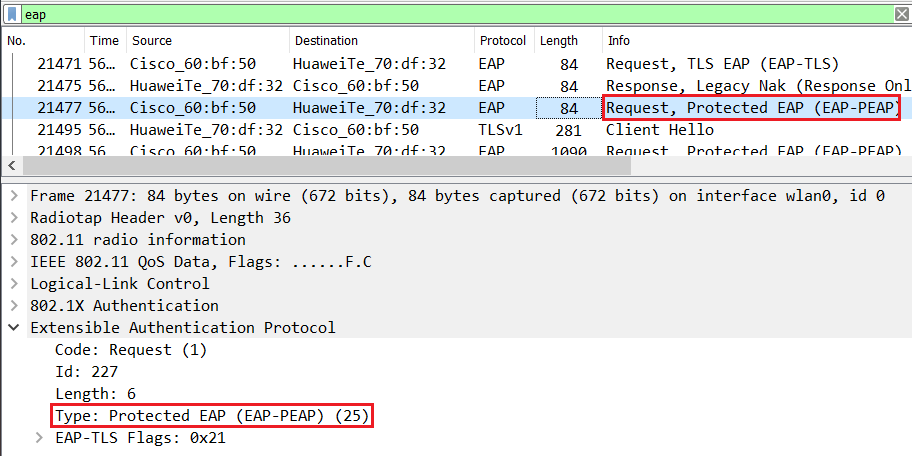 eap
No. Time Source Destination Protocol Length Info
21471 56… Cisco_60:bf:50 HuaweiTe_70:df:32 EAP 84 Request, TLS EAP (EAP-TLS)
21475 56… HuaweiTe_70:df:32 Cisco_60:bf:50 EAP 84 Response, Legacy Nak (Response Onl
21477 56… Cisco_60:bf:50 HuaweiTe_70:df:32 EAP 84 Request, Protected EAP (EAP-PEAP)
21495 56… HuaweiTe_70:df:32 Cisco_60:bf:50 TLSv1 281 Client Hello
21498 56… Cisco_60:bf:50 HuaweiTe_70:df:32 EAP 1090 Request, Protected EAP (EAP-PEAP)
Frame 21477: 84 bytes on wire (672 bits), 84 bytes captured (672 bits) on interface wlan0, id 0
Radiotap Header v0, Length 36
802.11 radio information
IEEE 802.11 QoS Data, Flags: ......F.C
Logical-Link Control
802.1X Authentication
Extensible Authentication Protocol
Code: Request (1)
Id: 227
Length: 6
Type: Protected EAP (EAP-PEAP) (25)
EAP-TLS Flags: 0x21